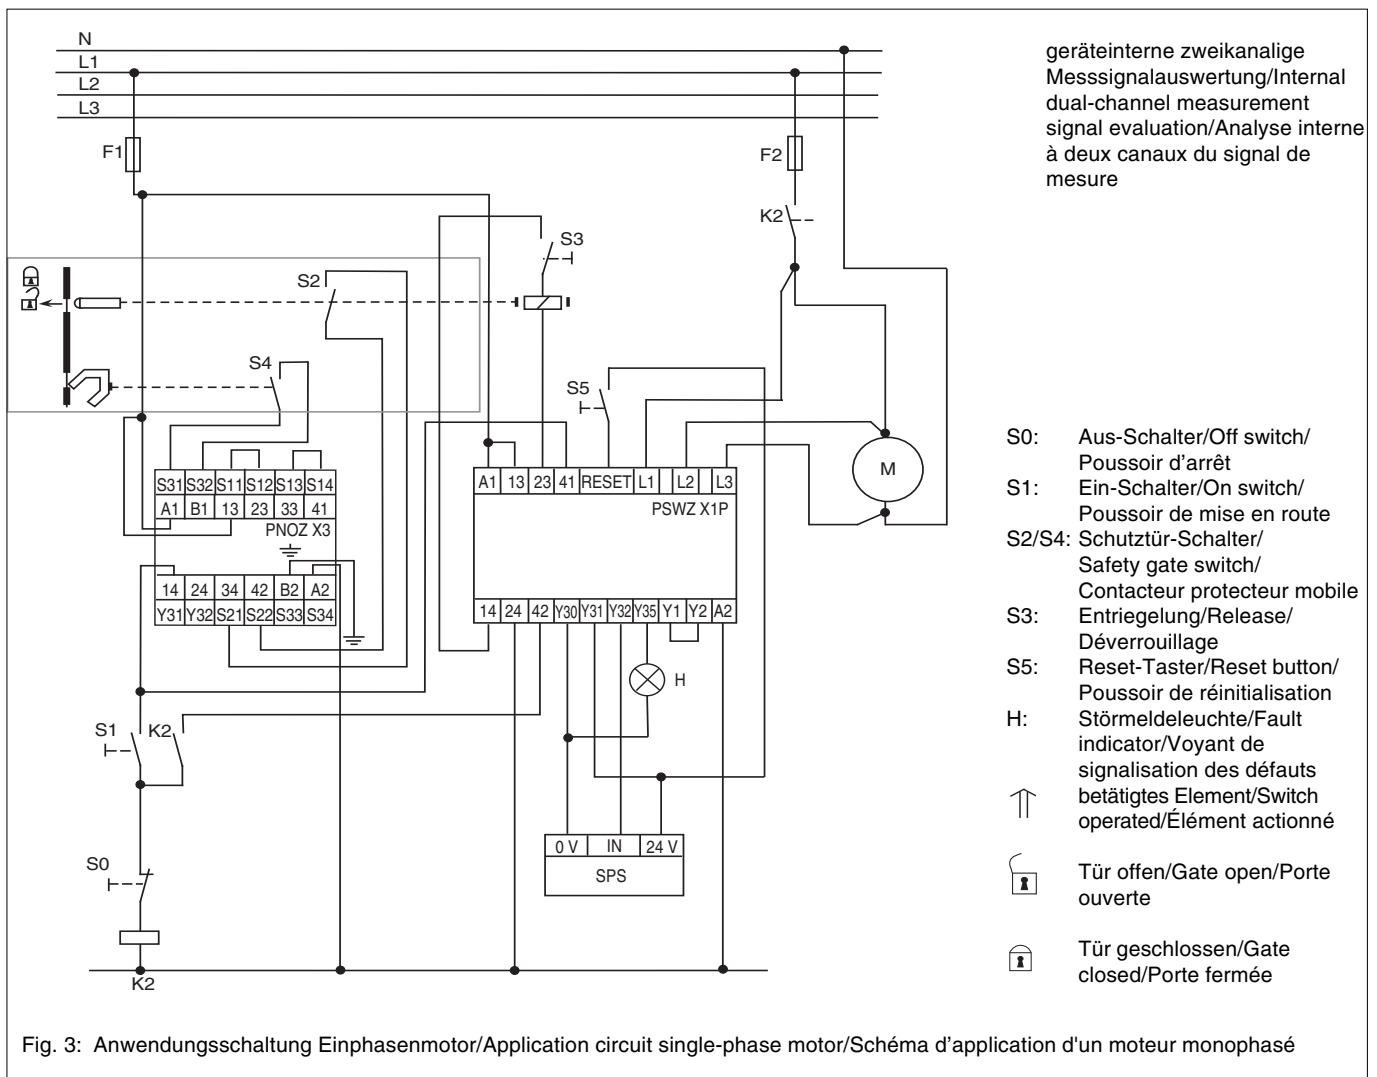 N
L1
L2
L3
F1
F2
K2
S3
S2
S4
S5
M
S31 S32 S11 S12 S13 S14
A1 B1 13 23 33 41
PNOZ X3
14 24 34 42 B2 A2
Y31 Y32 S21 S22 S33 S34
A1 13 23 41 RESET L1 L2 L3
PSWZ X1P
14 24 42 Y30 Y31 Y32 Y35 Y1 Y2 A2
H
S1 K2
S0
0 V IN 24 V
SPS
K2
geräteinterne zweikanalige
Messsignalauswertung/Internal
dual-channel measurement
signal evaluation/Analyse interne
à deux canaux du signal de
mesure
S0: Aus-Schalter/Off switch/
Poussoir d'arrêt
S1: Ein-Schalter/On switch/
Poussoir de mise en route
S2/S4: Schutztür-Schalter/
Safety gate switch/
Contacteur protecteur mobile
S3: Entriegelung/Release/
Déverrouillage
S5: Reset-Taster/Reset button/
Poussoir de réinitialisation
H: Störmeldeleuchte/Fault
indicator/Voyant de
signalisation des défauts
betätigtes Element/Switch
operated/Élément actionné
Tür offen/Gate open/Porte
ouverte
Tür geschlossen/Gate
closed/Porte fermée
Fig. 3: Anwendungsschaltung Einphasenmotor/Application circuit single-phase motor/Schéma d'application d'un moteur monophasé